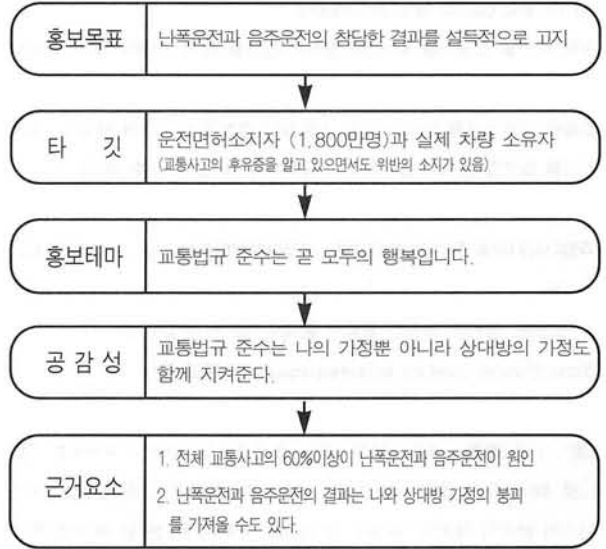 홍보목표
난폭운전과 음주운전의 참담한 결과를 설득적으로 고지
타 깃
운전면허소지자 (1,800만명)과 실제 차량 소유자
(교통사고의 후유증을 알고 있으면서도 위반의 소지가 있음)
홍보테마
교통법규 준수는 곧 모두의 행복입니다.
공 감 성
교통법규 준수는 나의 가정뿐 아니라 상대방의 가정도
함께 지켜준다.
근거요소
1. 전체 교통사고의 60%이상이 난폭운전과 음주운전이 원인
2. 난폭운전과 음주운전의 결과는 나와 상대방 가정의 붕괴
를 가져올 수도 있다.